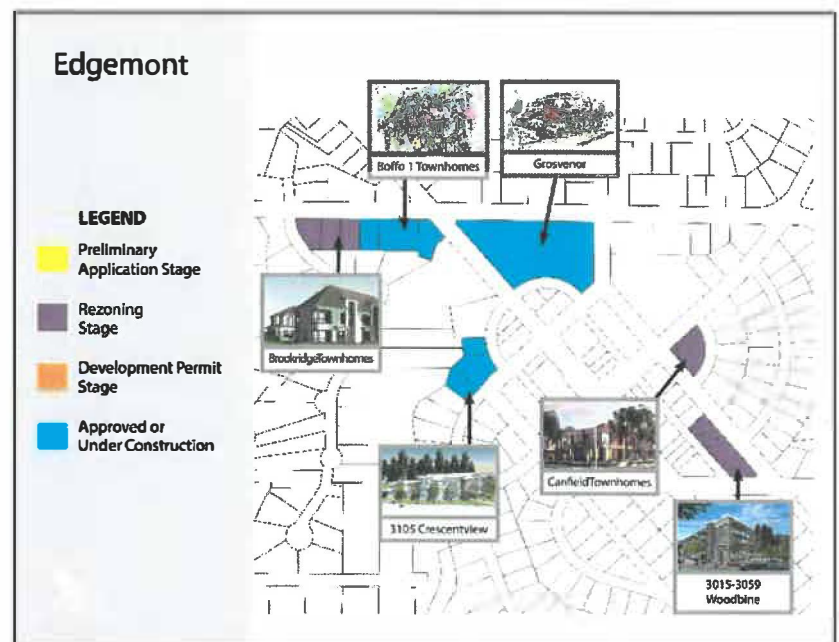 Edgemont
LEGEND
Preliminary
Application Stage
Rezoning
Stage
Development Permit
Stage
Approved or
Under Construction
Boffo 1 Townhomes
Grosvenor
BrookridgeTownhomes
3105 Crescentview
CanfieldTownhomes
3015-3059
Woodbine